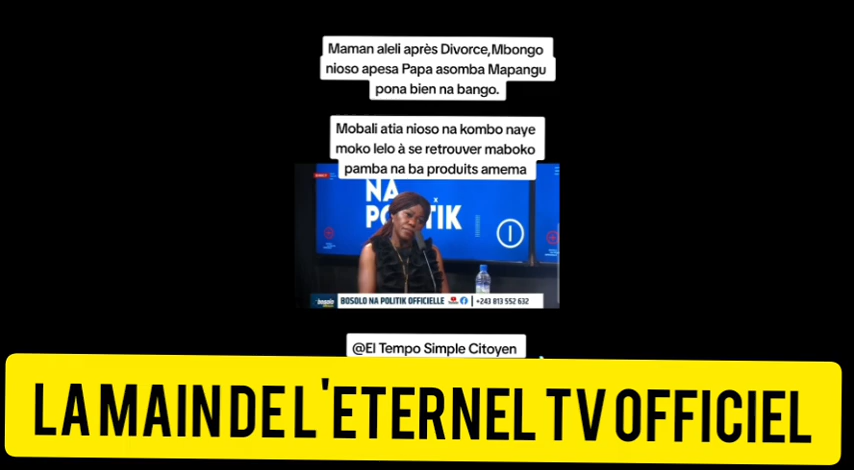 Maman aleli après Divorce,Mbongo
nioso apesa Papa asomba Mapangu
pona bien na bango.
Mobali atia nioso na kombo naye
moko lelo à se retrouver maboko
pamba na ba produits amema
NA
POLITIK
BOSOLO NA POLITIK OFFICIELLE
+243 813 552 632
@El Tempo Simple Citoyen
LA MAIN DE L'ETERNEL TV OFFICIEL